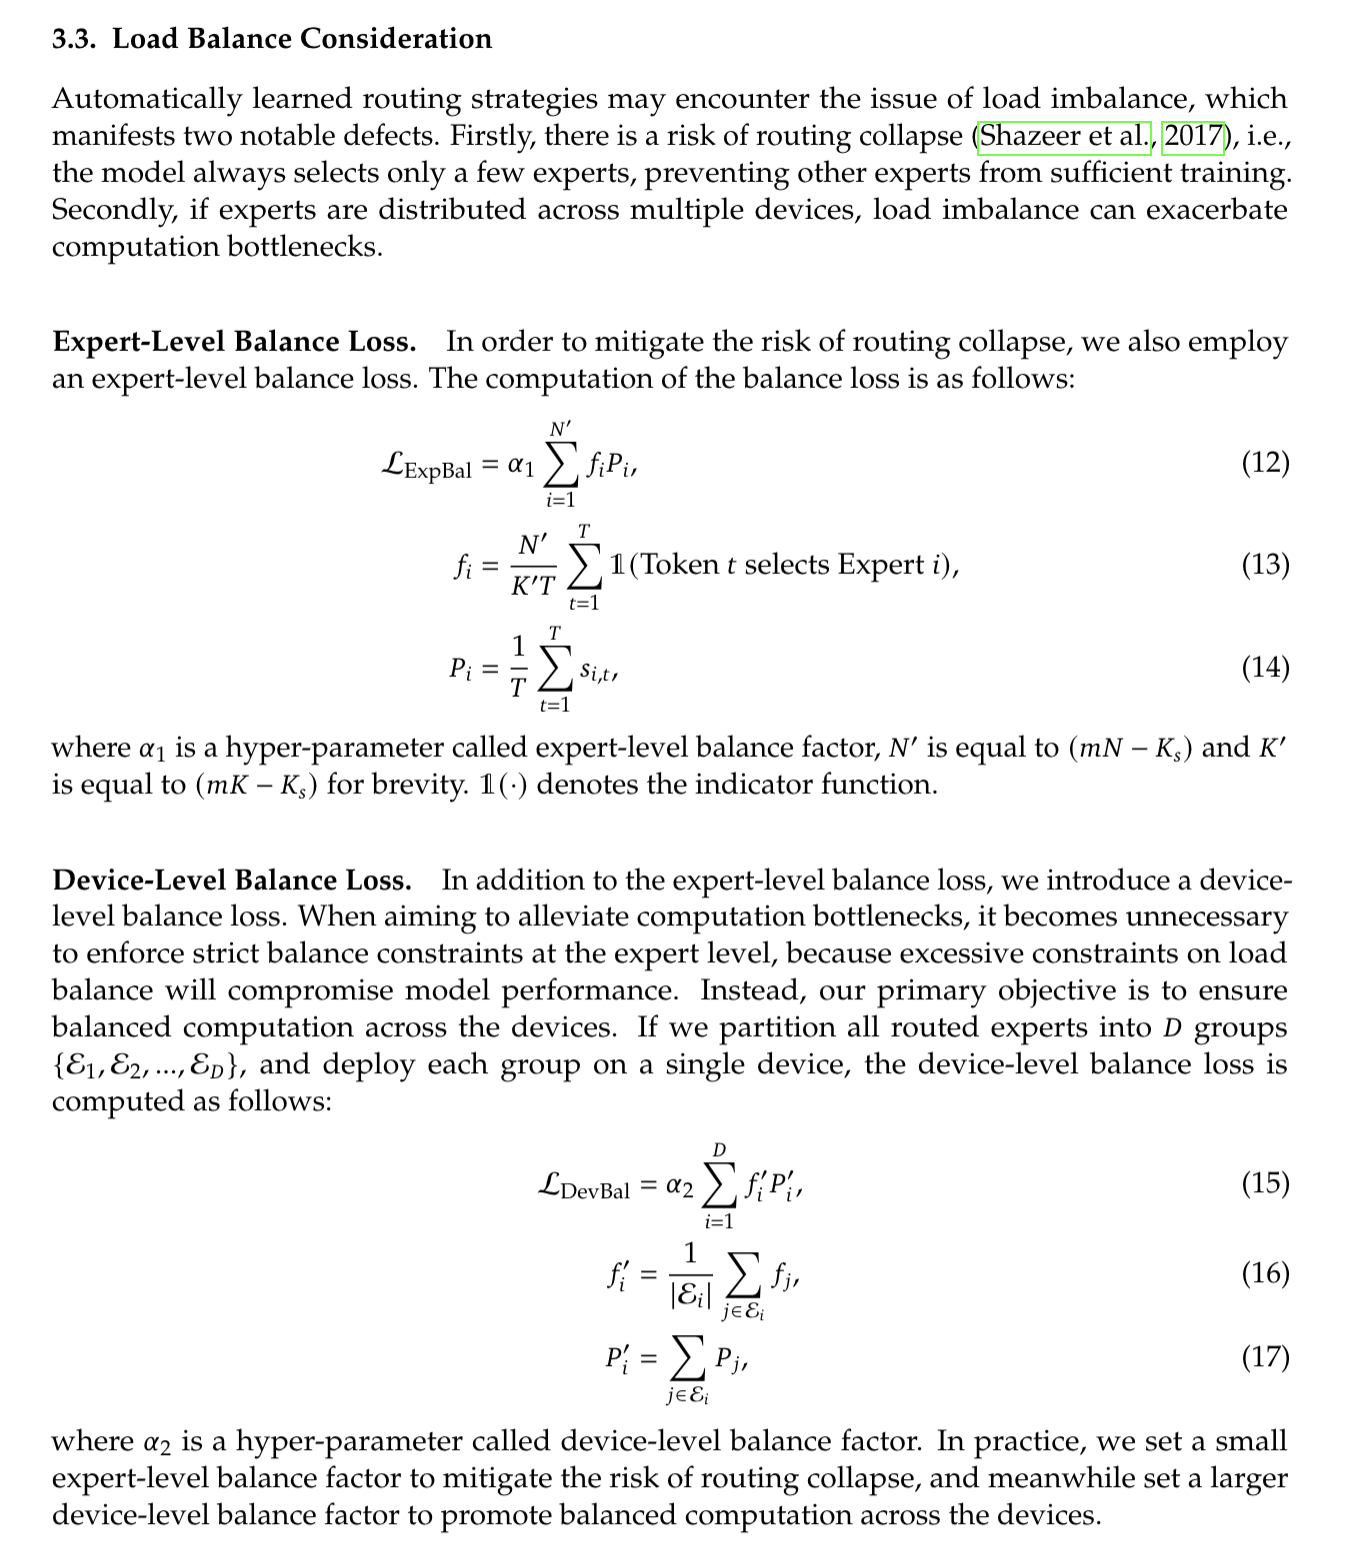 3.3. Load Balance Consideration
Automatically learned routing strategies may encounter the issue of load imbalance, which
manifests two notable defects. Firstly, there is a risk of routing collapse (Shazeer et al., 2017), i.e.,
the model always selects only a few experts, preventing other experts from sufficient training.
Secondly, if experts are distributed across multiple devices, load imbalance can exacerbate
computation bottlenecks.
Expert-Level Balance Loss. In order to mitigate the risk of routing collapse, we also employ
an expert-level balance loss. The computation of the balance loss is as follows:
$\mathcal{L}_{\mathrm{ExpBal}} = \alpha_1 \sum_{i=1}^{N'} f_i P_i,$ (12)
$f_i = \frac{N'}{K'T} \sum_{t=1}^{T} \mathbb{1}(\text{Token } t \text{ selects Expert } i),$ (13)
$P_i = \frac{1}{T} \sum_{t=1}^{T} s_{i,t},$ (14)
where α₁ is a hyper-parameter called expert-level balance factor, N′ is equal to (mN − Kₛ) and K′
is equal to (mK − Kₛ) for brevity. 𝟙(·) denotes the indicator function.
Device-Level Balance Loss. In addition to the expert-level balance loss, we introduce a device-
level balance loss. When aiming to alleviate computation bottlenecks, it becomes unnecessary
to enforce strict balance constraints at the expert level, because excessive constraints on load
balance will compromise model performance. Instead, our primary objective is to ensure
balanced computation across the devices. If we partition all routed experts into D groups
$\{\mathcal{E}_1, \mathcal{E}_2, ..., \mathcal{E}_D\}$, and deploy each group on a single device, the device-level balance loss is
computed as follows:
$\mathcal{L}_{\mathrm{DevBal}} = \alpha_2 \sum_{i=1}^{D} f'_i P'_i,$ (15)
$f'_i = \frac{1}{|\mathcal{E}_i|} \sum_{j \in \mathcal{E}_i} f_j,$ (16)
$P'_i = \sum_{j \in \mathcal{E}_i} P_j,$ (17)
where α₂ is a hyper-parameter called device-level balance factor. In practice, we set a small
expert-level balance factor to mitigate the risk of routing collapse, and meanwhile set a larger
device-level balance factor to promote balanced computation across the devices.